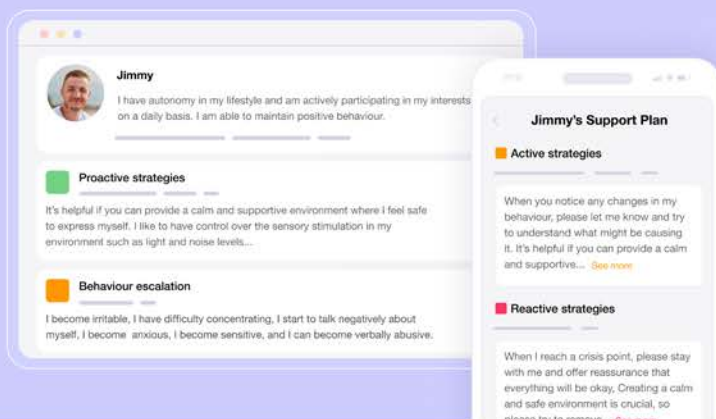 Jimmy
I have autonomy in my lifestyle and am actively participating in my interests
on a daily basis. I am able to maintain positive behaviour.
Proactive strategies
It's helpful if you can provide a calm and supportive environment where I feel safe
to express myself. I like to have control over the sensory stimulation in my
environment such as light and noise levels...
Behaviour escalation
I become irritable, I have difficulty concentrating, I start to talk negatively about
myself, I become anxious, I become sensitive, and I can become verbally abusive.
Jimmy's Support Plan
Active strategies
When you notice any changes in my
behaviour, please let me know and try
to understand what might be causing
it. It's helpful if you can provide a calm
and supportive... See more
Reactive strategies
When I reach a crisis point, please stay
with me and offer reassurance that
everything will be okay, Creating a calm
and safe environment is crucial, so